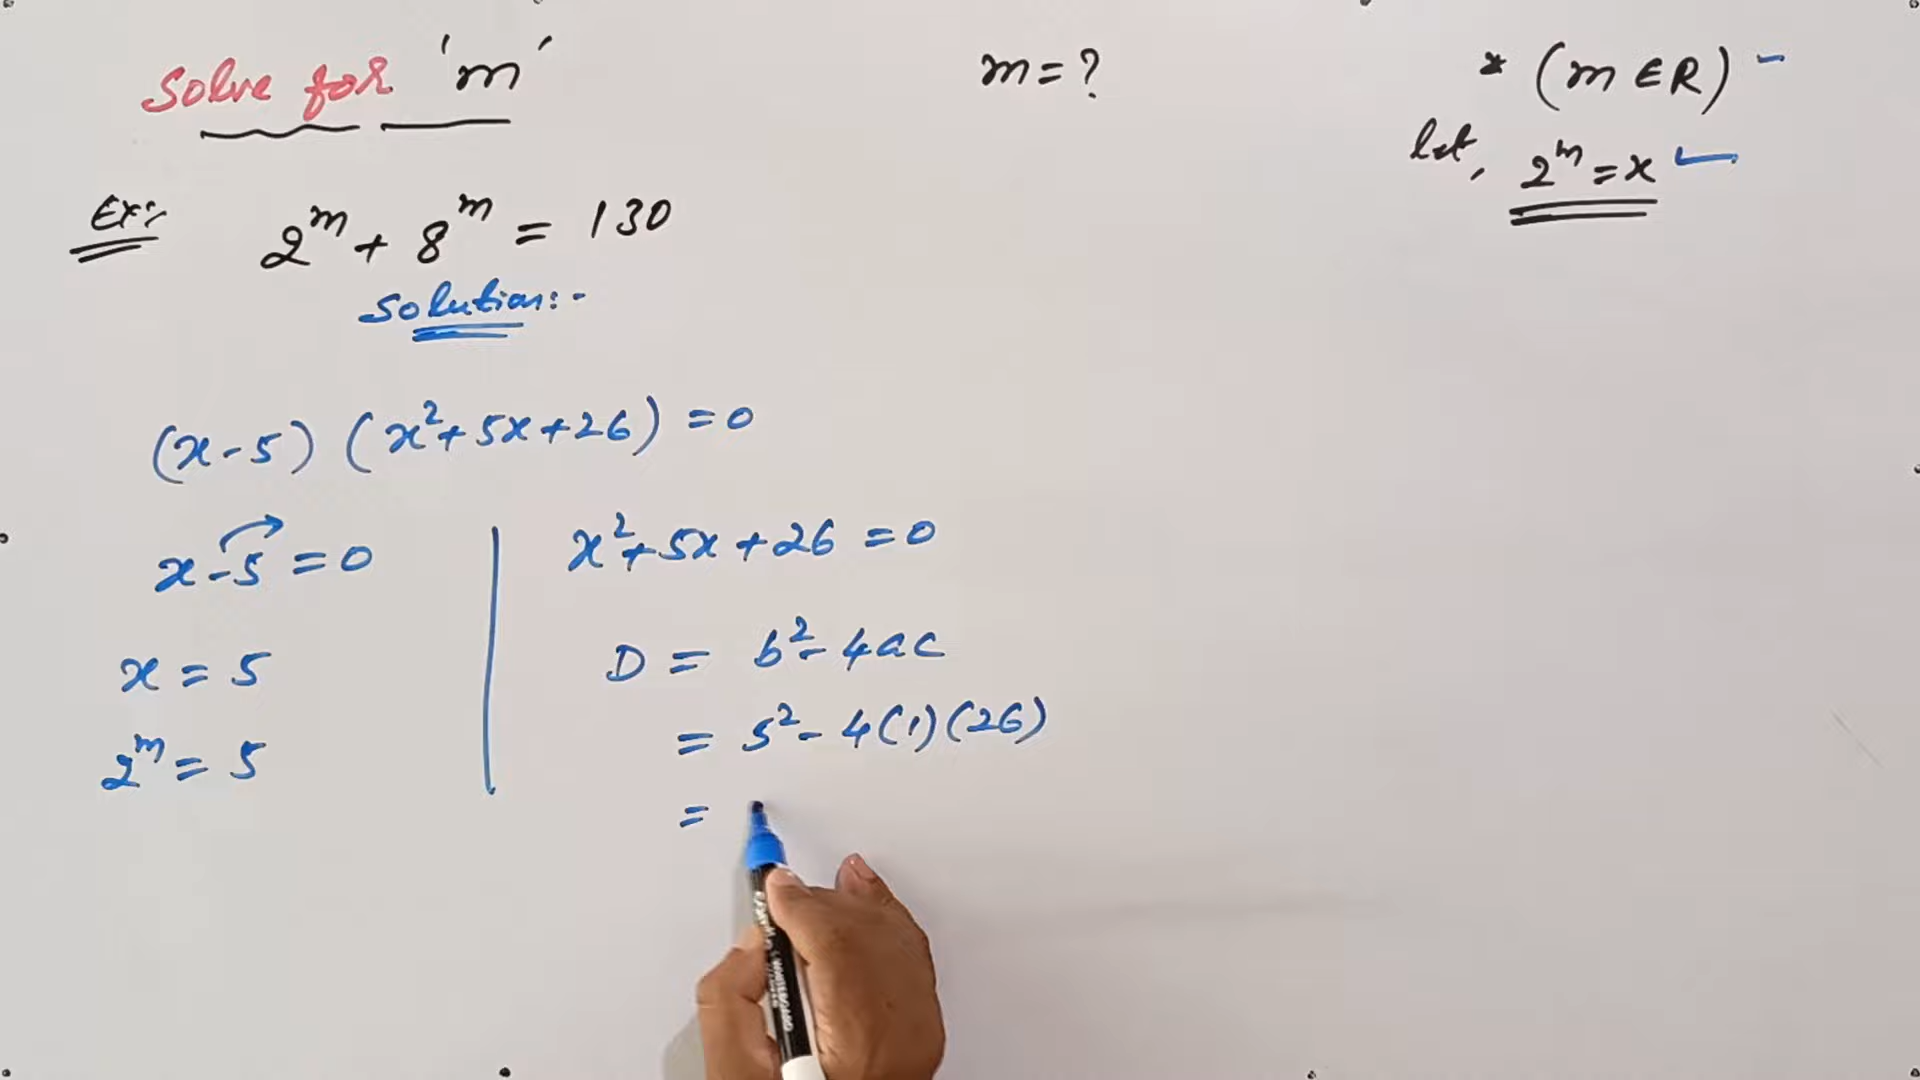 Solve for 'm'
m = ?
* (m ∈ R) -
let, 2^m = x
Ex:
2^m + 8^m = 130
Solution:-
(x-5) (x²+5x+26) = 0
x-5 = 0
x = 5
2^m = 5
x²+5x+26 = 0
D = b²-4ac
= 5²-4(1)(26)
=